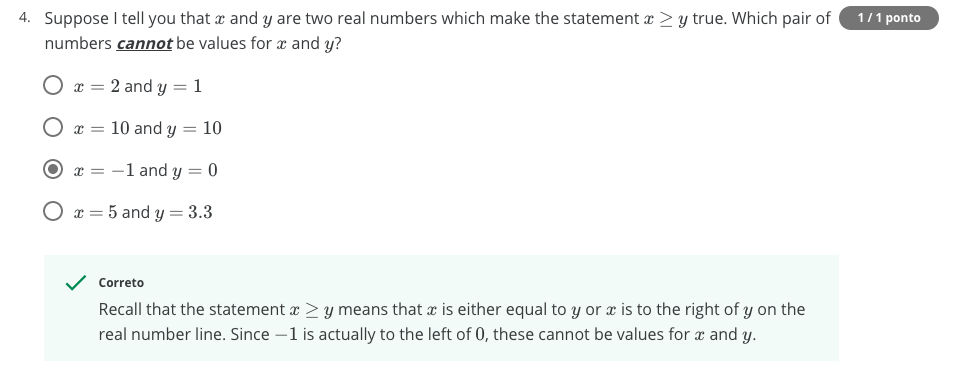 4. Suppose I tell you that x and y are two real numbers which make the statement x ≥ y true. Which pair of
1 / 1 ponto
numbers cannot be values for x and y?
x = 2 and y = 1
x = 10 and y = 10
x = −1 and y = 0
x = 5 and y = 3.3
Correto
Recall that the statement x ≥ y means that x is either equal to y or x is to the right of y on the
real number line. Since −1 is actually to the left of 0, these cannot be values for x and y.